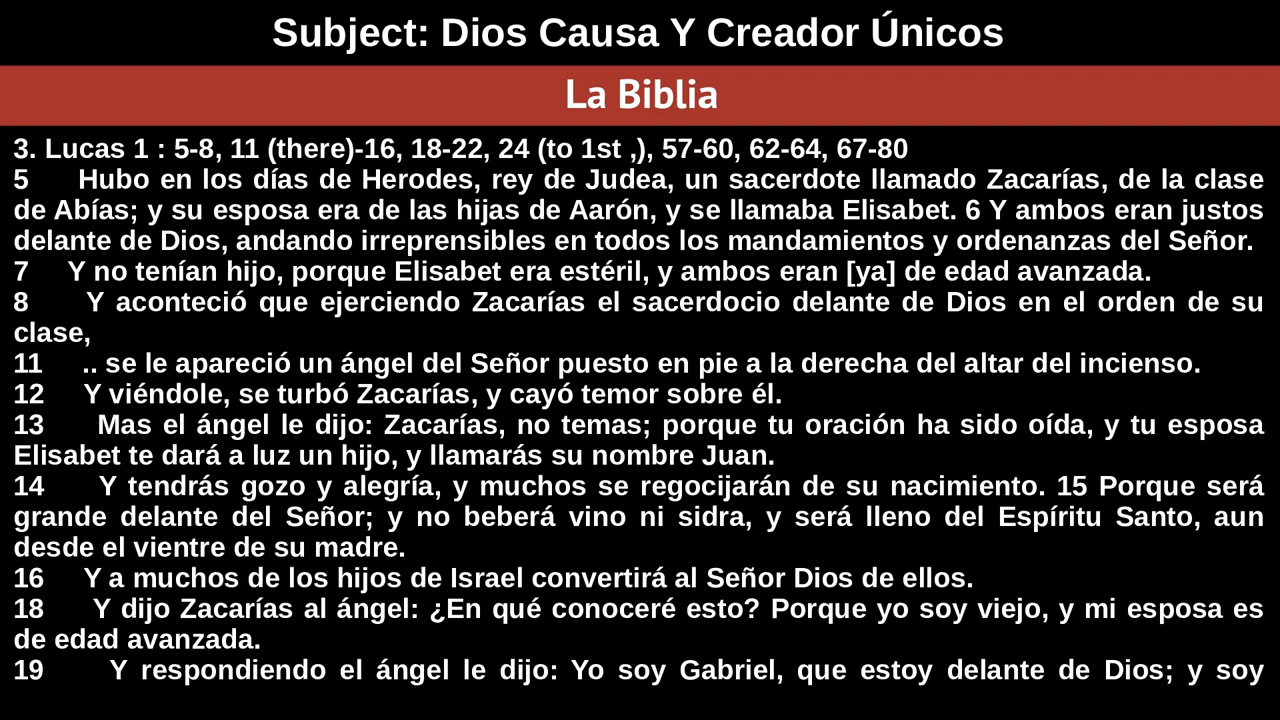 Subject: Dios Causa Y Creador Únicos
La Biblia
3. Lucas 1 : 5-8, 11 (there)-16, 18-22, 24 (to 1st ,), 57-60, 62-64, 67-80
5 Hubo en los días de Herodes, rey de Judea, un sacerdote llamado Zacarías, de la clase
de Abías; y su esposa era de las hijas de Aarón, y se llamaba Elisabet. 6 Y ambos eran justos
delante de Dios, andando irreprensibles en todos los mandamientos y ordenanzas del Señor.
7 Y no tenían hijo, porque Elisabet era estéril, y ambos eran [ya] de edad avanzada.
8 Y aconteció que ejerciendo Zacarías el sacerdocio delante de Dios en el orden de su
clase,
11 .. se le apareció un ángel del Señor puesto en pie a la derecha del altar del incienso.
12 Y viéndole, se turbó Zacarías, y cayó temor sobre él.
13 Mas el ángel le dijo: Zacarías, no temas; porque tu oración ha sido oída, y tu esposa
Elisabet te dará a luz un hijo, y llamarás su nombre Juan.
14 Y tendrás gozo y alegría, y muchos se regocijarán de su nacimiento. 15 Porque será
grande delante del Señor; y no beberá vino ni sidra, y será lleno del Espíritu Santo, aun
desde el vientre de su madre.
16 Y a muchos de los hijos de Israel convertirá al Señor Dios de ellos.
18 Y dijo Zacarías al ángel: ¿En qué conoceré esto? Porque yo soy viejo, y mi esposa es
de edad avanzada.
19 Y respondiendo el ángel le dijo: Yo soy Gabriel, que estoy delante de Dios; y soy